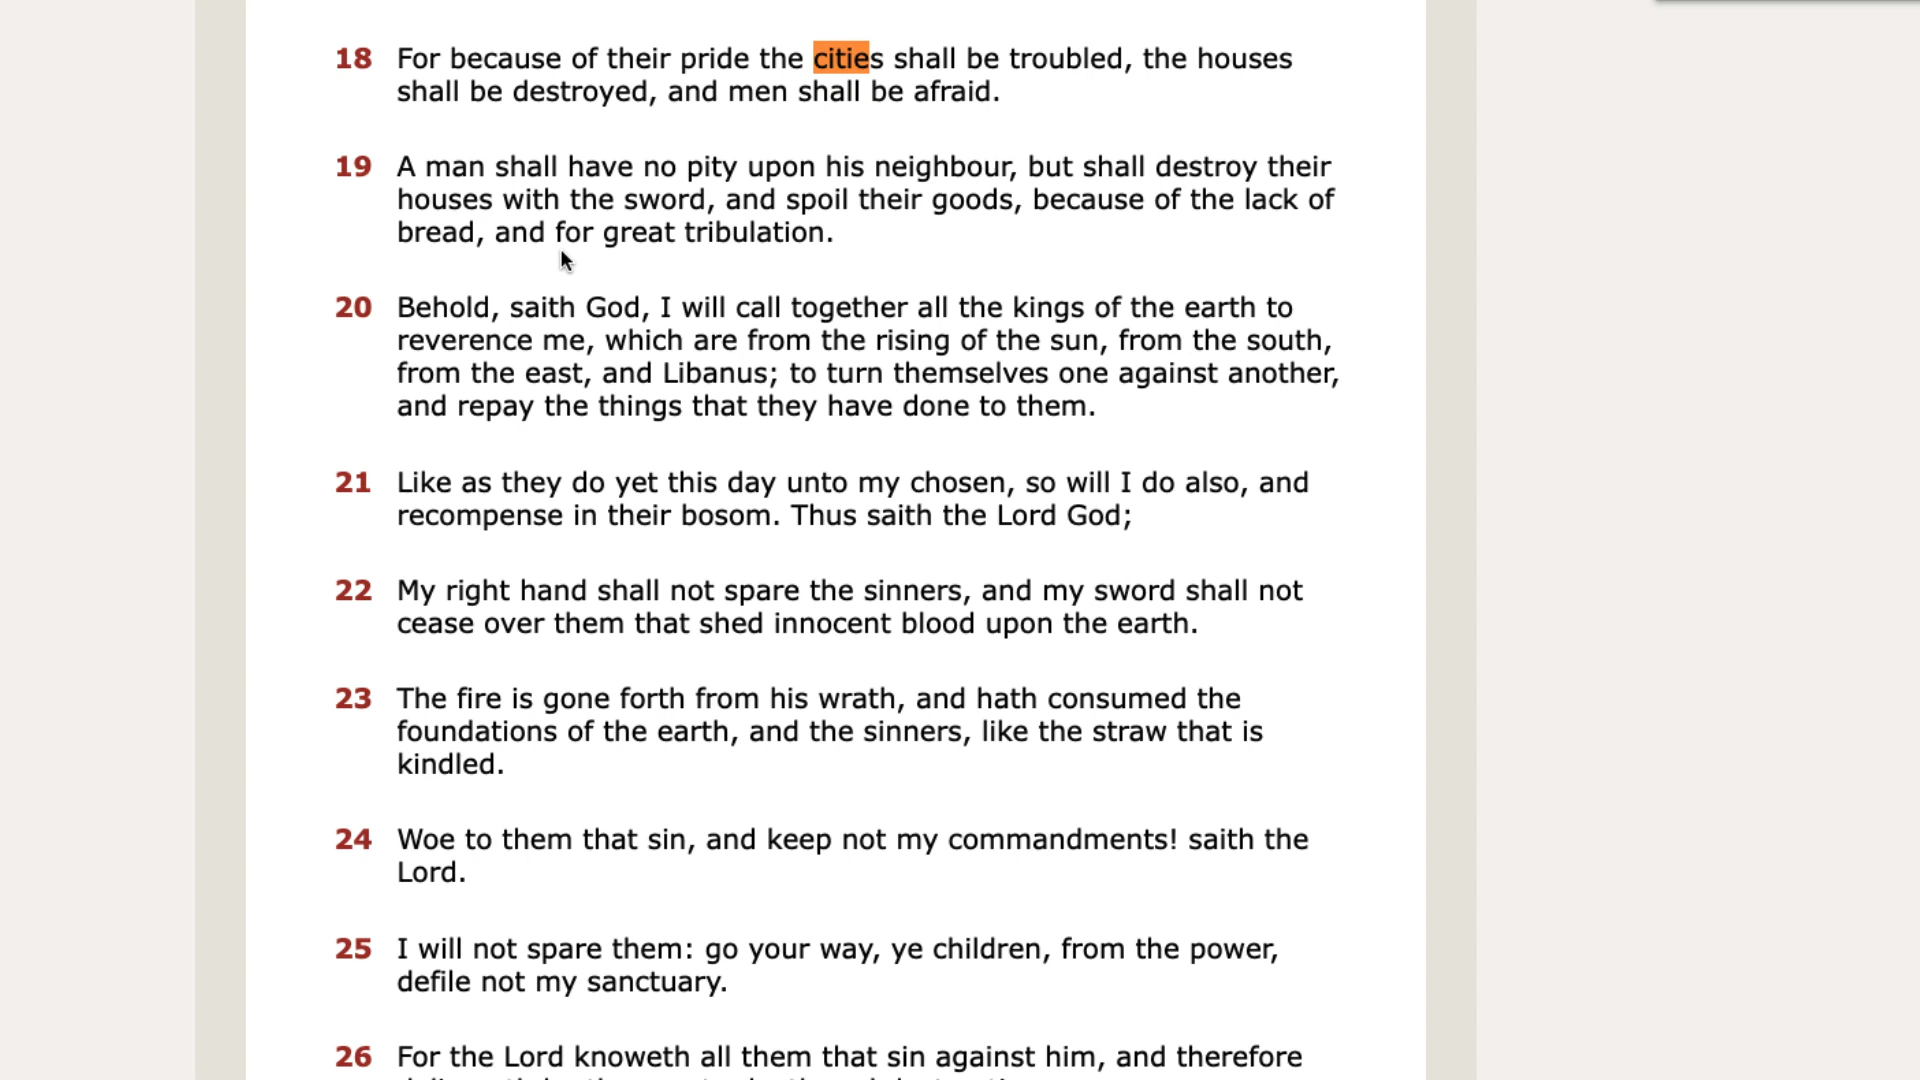 18 For because of their pride the cities shall be troubled, the houses
shall be destroyed, and men shall be afraid.
19 A man shall have no pity upon his neighbour, but shall destroy their
houses with the sword, and spoil their goods, because of the lack of
bread, and for great tribulation.
20 Behold, saith God, I will call together all the kings of the earth to
reverence me, which are from the rising of the sun, from the south,
from the east, and Libanus; to turn themselves one against another,
and repay the things that they have done to them.
21 Like as they do yet this day unto my chosen, so will I do also, and
recompense in their bosom. Thus saith the Lord God;
22 My right hand shall not spare the sinners, and my sword shall not
cease over them that shed innocent blood upon the earth.
23 The fire is gone forth from his wrath, and hath consumed the
foundations of the earth, and the sinners, like the straw that is
kindled.
24 Woe to them that sin, and keep not my commandments! saith the
Lord.
25 I will not spare them: go your way, ye children, from the power,
defile not my sanctuary.
26 For the Lord knoweth all them that sin against him, and therefore